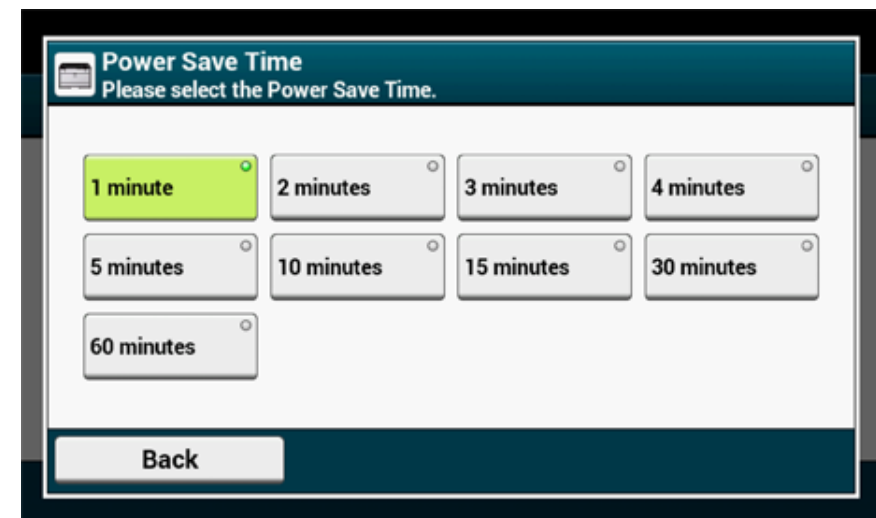 Power Save Time
Please select the Power Save Time.
1 minute
2 minutes
3 minutes
4 minutes
5 minutes
10 minutes
15 minutes
30 minutes
60 minutes
Back